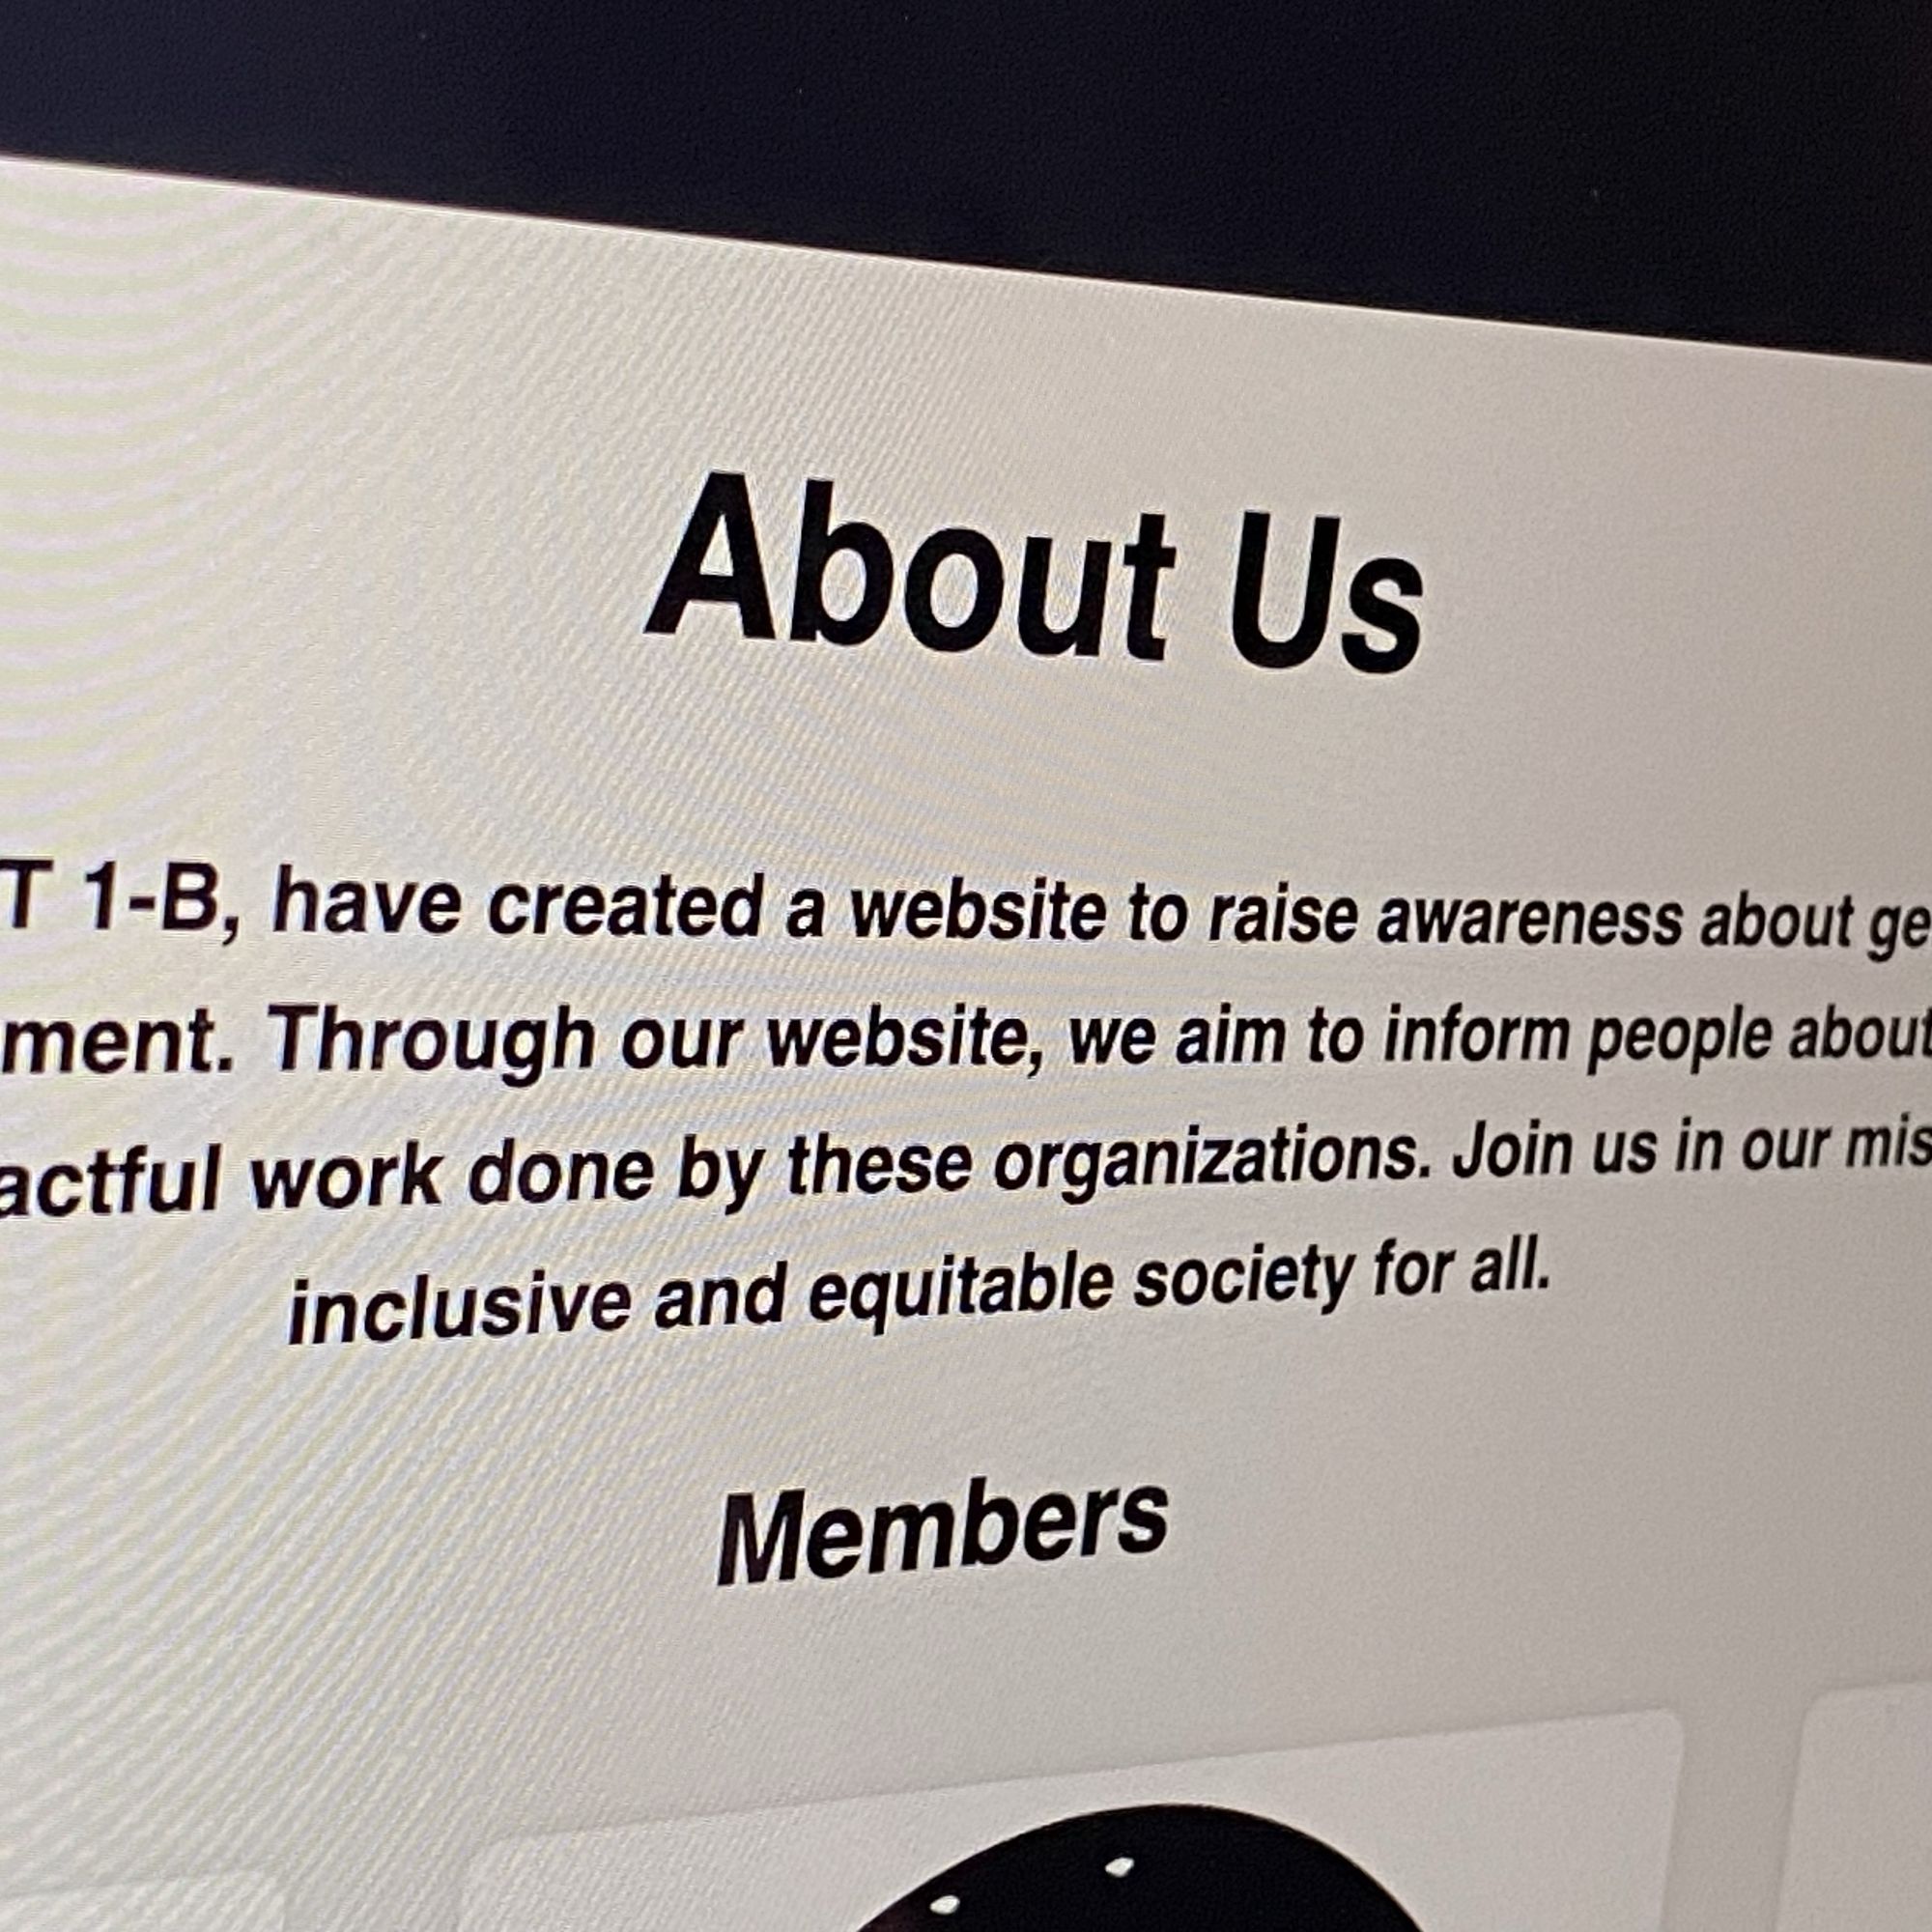 About Us
T 1-B, have created a website to raise awareness about ge
ment. Through our website, we aim to inform people about
actful work done by these organizations. Join us in our mis
inclusive and equitable society for all.
Members